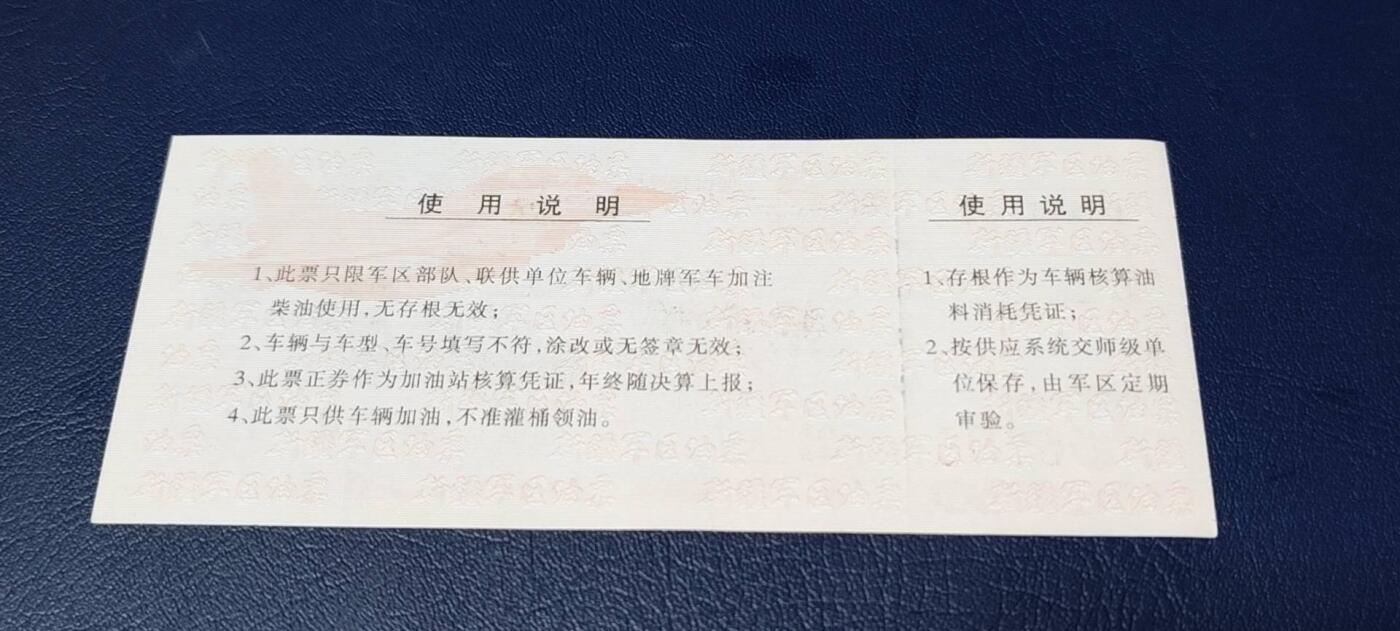 使用说明
1、此票只限军区部队、联供单位车辆、地牌军车加注
柴油使用,无存根无效;
2、车辆与车型、车号填写不符,涂改或无签章无效;
3、此票正券作为加油站核算凭证,年终随决算上报;
4、此票只供车辆加油,不准灌桶领油。
使用说明
1、存根作为车辆核算油
料消耗凭证;
2、按供应系统交师级单
位保存,由军区定期
审验。
新疆军区油票